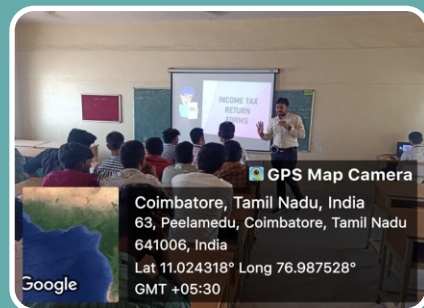 INCOME TAX
RETURN
FORMS
GPS Map Camera
Coimbatore, Tamil Nadu, India
63, Peelamedu, Coimbatore, Tamil Nadu
641006, India
Lat 11.024318° Long 76.987528°
GMT +05:30
Google